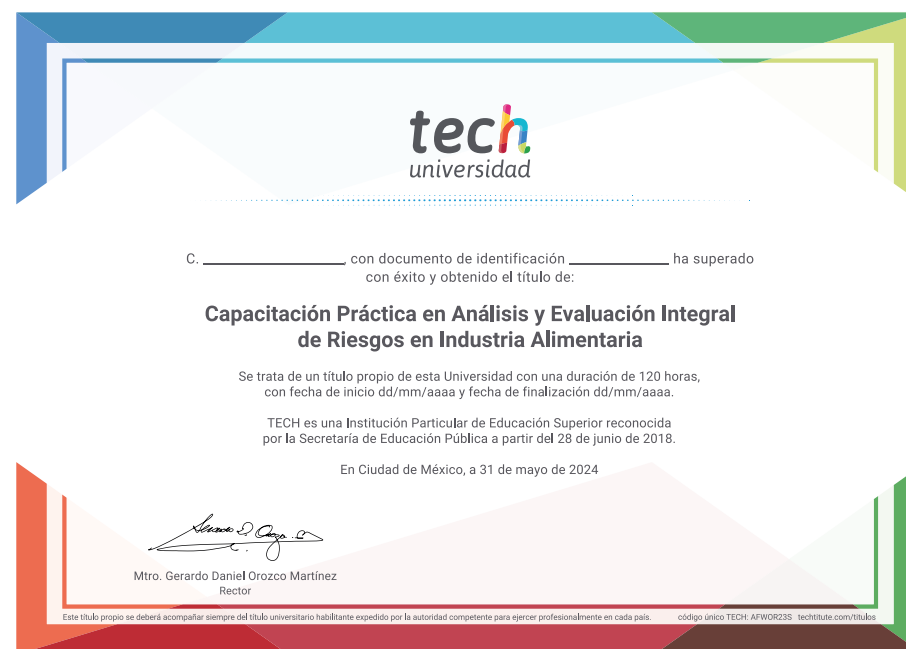 tech
universidad
C. ____________, con documento de identificación ____________ ha superado
con éxito y obtenido el título de:
Capacitación Práctica en Análisis y Evaluación Integral
de Riesgos en Industria Alimentaria
Se trata de un título propio de esta Universidad con una duración de 120 horas,
con fecha de inicio dd/mm/aaaa y fecha de finalización dd/mm/aaaa.
TECH es una Institución Particular de Educación Superior reconocida
por la Secretaría de Educación Pública a partir del 28 de junio de 2018.
En Ciudad de México, a 31 de mayo de 2024
Mtro. Gerardo Daniel Orozco Martínez
Rector
Este título propio se deberá acompañar siempre del título universitario habilitante expedido por la autoridad competente para ejercer profesionalmente en cada país. código único TECH: AFWOR23S techtitute.com/titulos